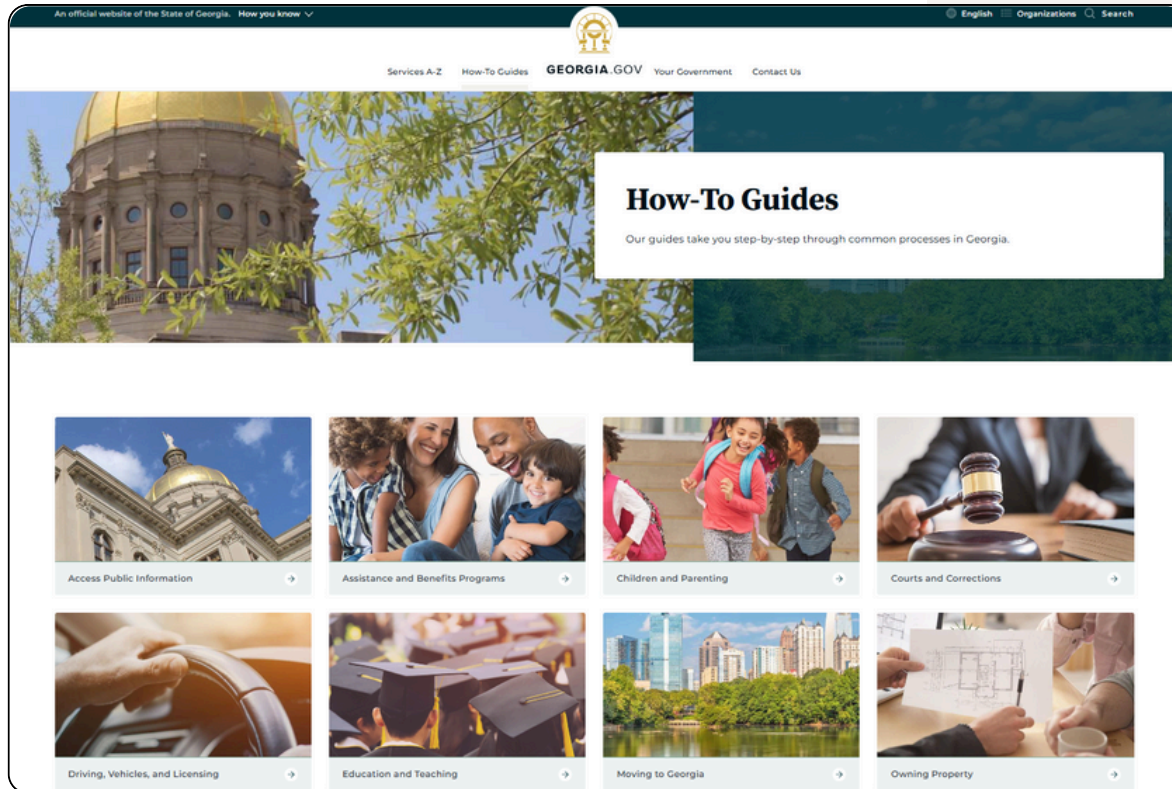 An official website of the State of Georgia. How you know
English Organizations Search
Services A-Z How-To Guides GEORGIA.GOV Your Government Contact Us
How-To Guides
Our guides take you step-by-step through common processes in Georgia.
Access Public Information
Assistance and Benefits Programs
Children and Parenting
Courts and Corrections
Driving, Vehicles, and Licensing
Education and Teaching
Moving to Georgia
Owning Property